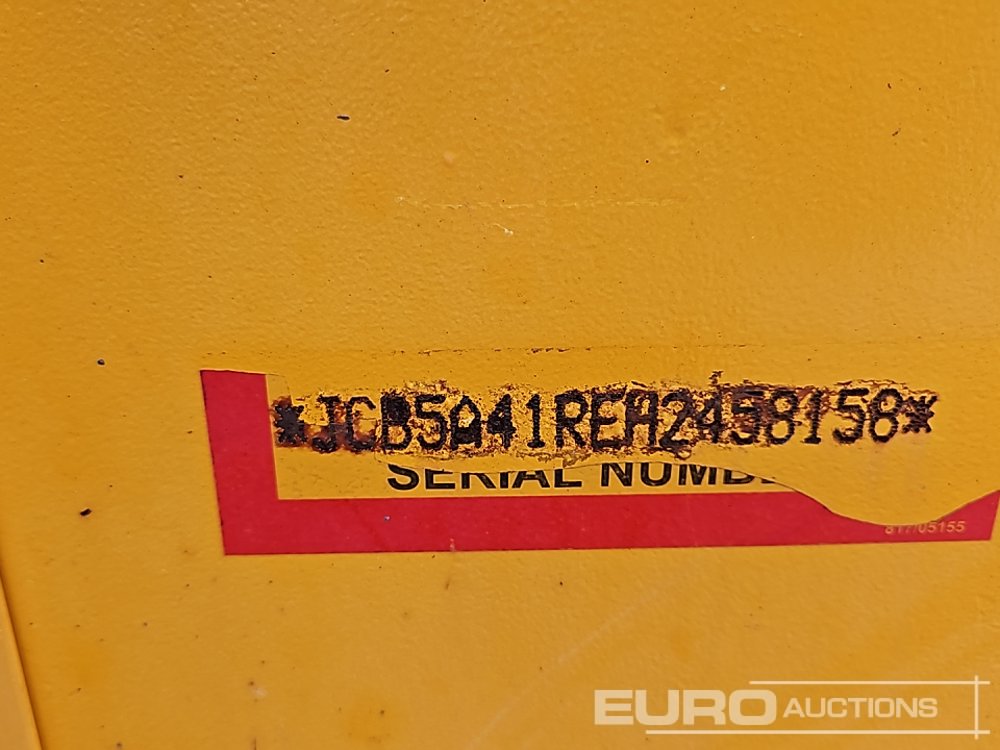 *JCB5A41REA2458158*
SERIAL NUMB
817/05155
EURO AUCTIONS